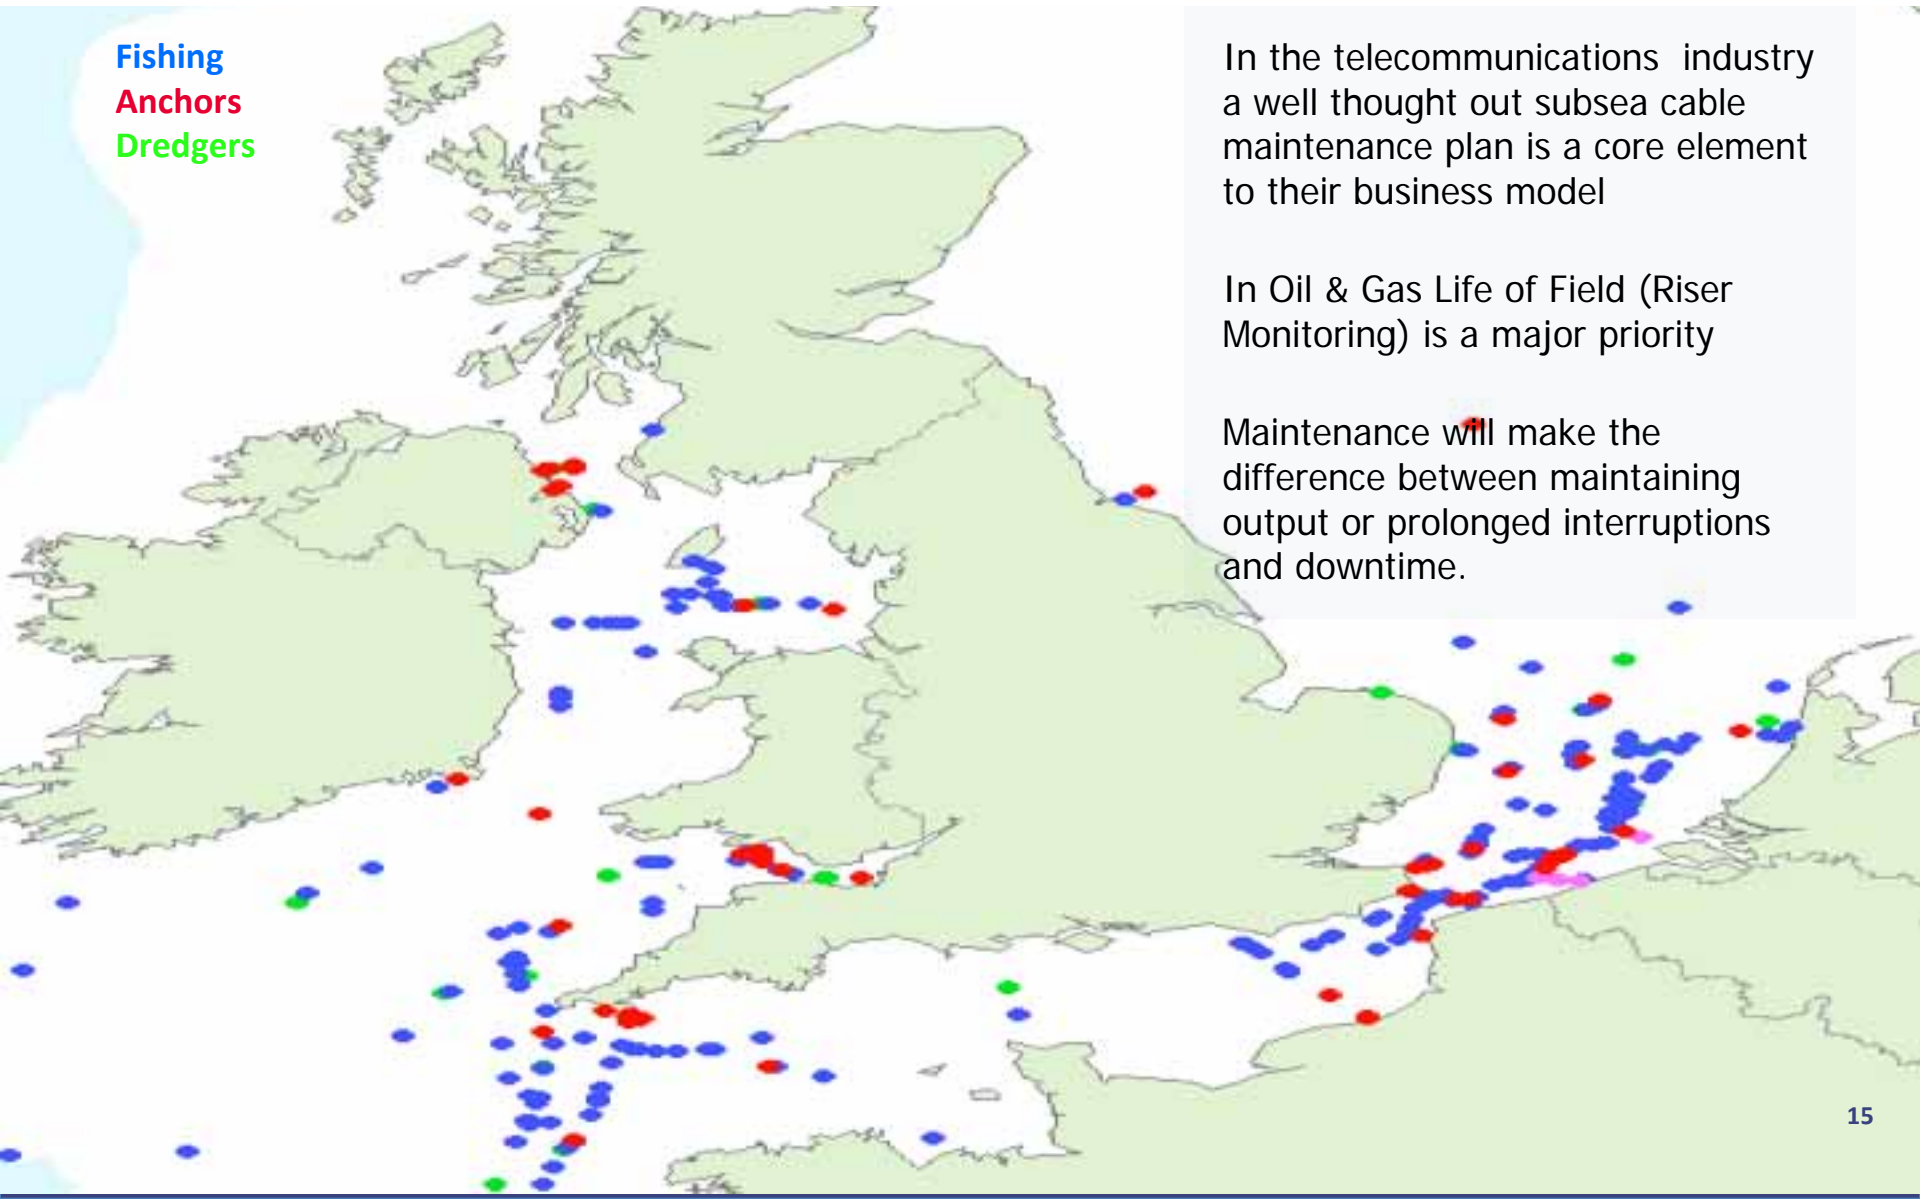 Fishing
Anchors
Dredgers
In the telecommunications industry
a well thought out subsea cable
maintenance plan is a core element
to their business model
In Oil & Gas Life of Field (Riser
Monitoring) is a major priority
Maintenance will make the
difference between maintaining
output or prolonged interruptions
and downtime.
15